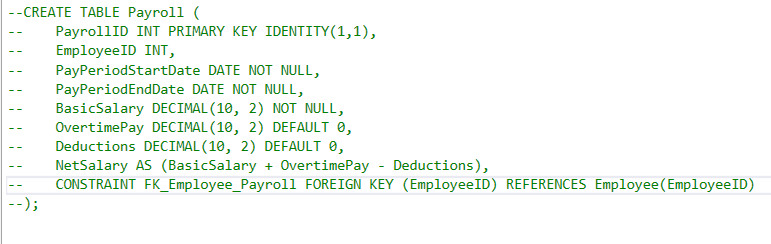 --CREATE TABLE Payroll (
--    PayrollID INT PRIMARY KEY IDENTITY(1,1),
--    EmployeeID INT,
--    PayPeriodStartDate DATE NOT NULL,
--    PayPeriodEndDate DATE NOT NULL,
--    BasicSalary DECIMAL(10, 2) NOT NULL,
--    OvertimePay DECIMAL(10, 2) DEFAULT 0,
--    Deductions DECIMAL(10, 2) DEFAULT 0,
--    NetSalary AS (BasicSalary + OvertimePay - Deductions),
--    CONSTRAINT FK_Employee_Payroll FOREIGN KEY (EmployeeID) REFERENCES Employee(EmployeeID)
--);